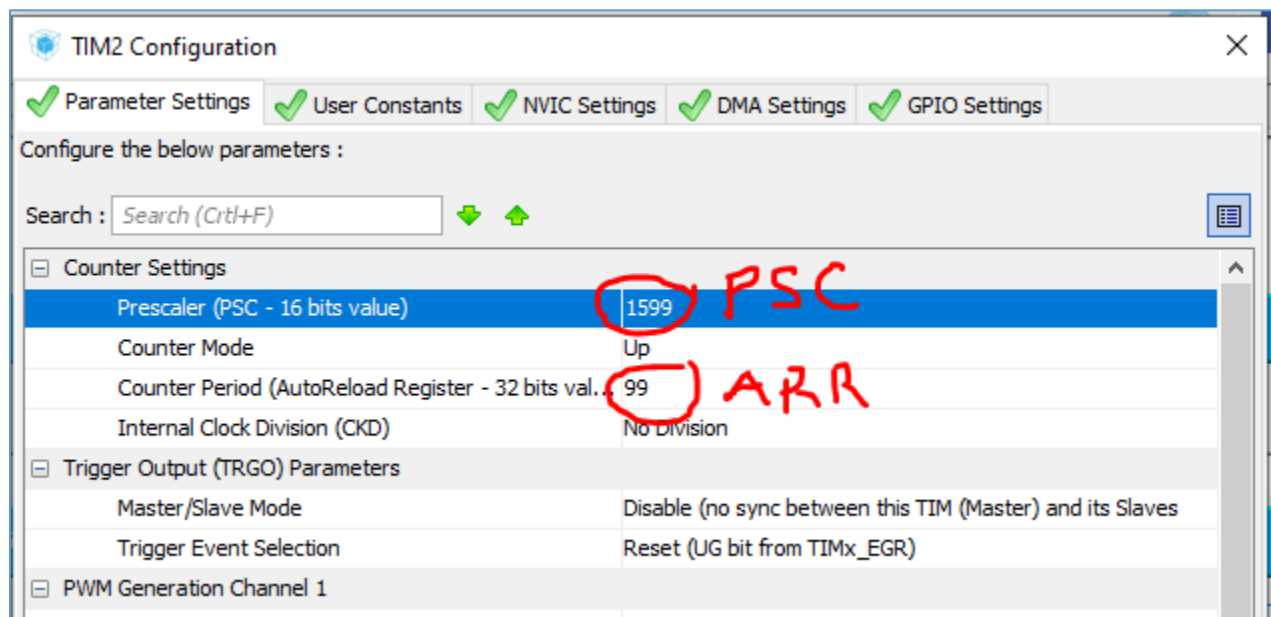 TIM2 Configuration
Parameter Settings User Constants NVIC Settings DMA Settings GPIO Settings
Configure the below parameters :
Search : Search (Crtl+F)
Counter Settings
Prescaler (PSC - 16 bits value) 1599 PSC
Counter Mode Up
Counter Period (AutoReload Register - 32 bits val... 99 ARR
Internal Clock Division (CKD) No Division
Trigger Output (TRGO) Parameters
Master/Slave Mode Disable (no sync between this TIM (Master) and its Slaves
Trigger Event Selection Reset (UG bit from TIMx_EGR)
PWM Generation Channel 1